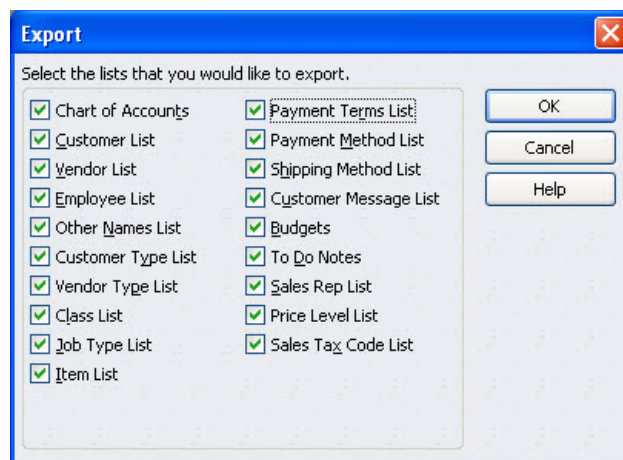 Export
Select the lists that you would like to export.
Chart of Accounts
Customer List
Vendor List
Employee List
Other Names List
Customer Type List
Vendor Type List
Class List
Job Type List
Item List
Payment Terms List
Payment Method List
Shipping Method List
Customer Message List
Budgets
To Do Notes
Sales Rep List
Price Level List
Sales Tax Code List
OK
Cancel
Help